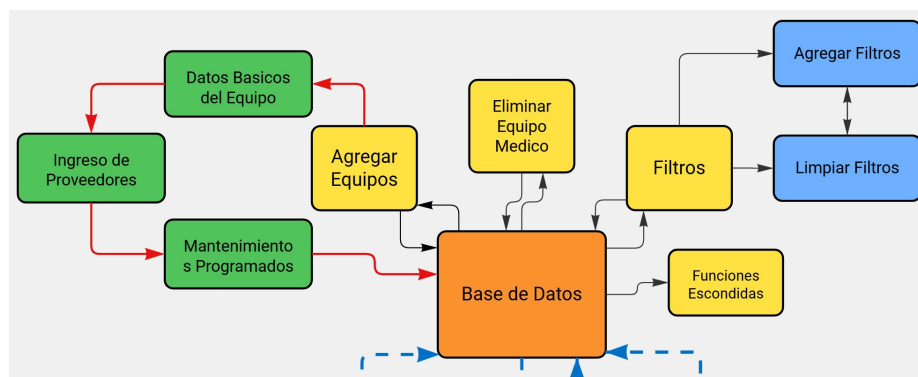 Datos Basicos
del Equipo
Ingreso de
Proveedores
Mantenimiento
s Programados
Agregar
Equipos
Eliminar
Equipo
Medico
Filtros
Agregar Filtros
Limpiar Filtros
Base de Datos
Funciones
Escondidas